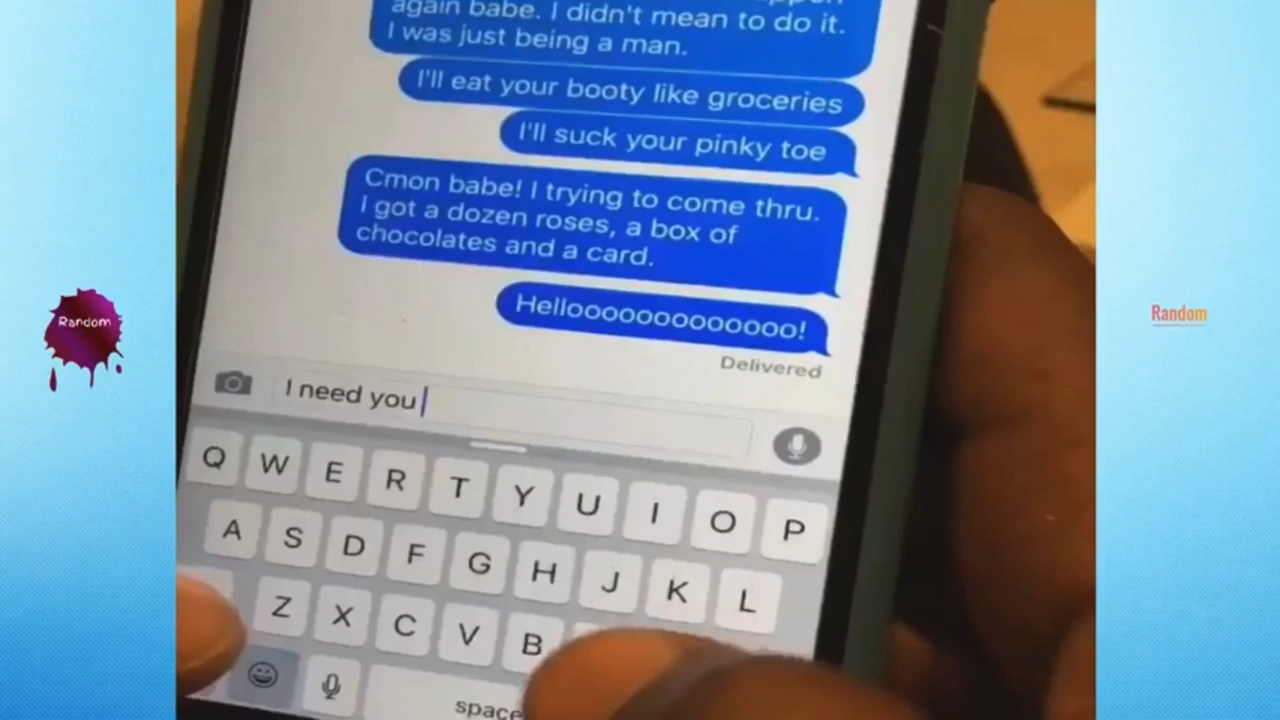 again babe. I didn't mean to do it.
I was just being a man.
I'll eat your booty like groceries
I'll suck your pinky toe
Cmon babe! I trying to come thru.
I got a dozen roses, a box of
chocolates and a card.
Hellooooooooooooo!
Delivered
I need you
Q W E R T Y U I O P
A S D F G H J K L
Z X C V B
space
Random
Random